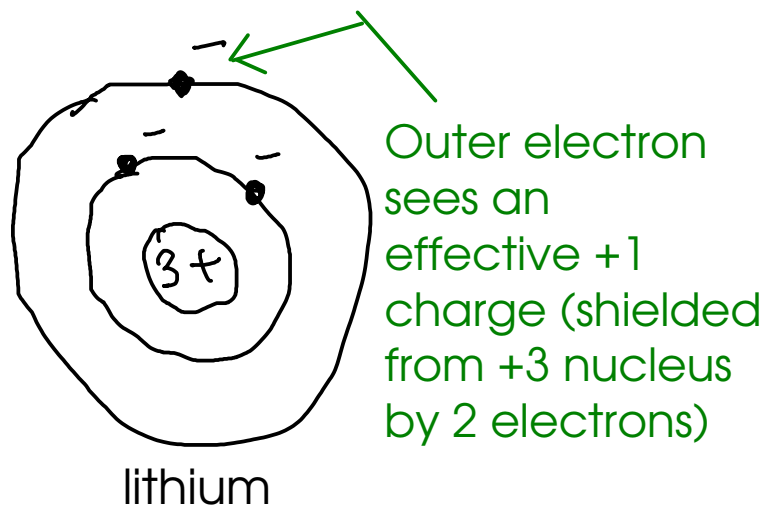 3+
Outer electron
sees an
effective +1
charge (shielded
from +3 nucleus
by 2 electrons)
lithium